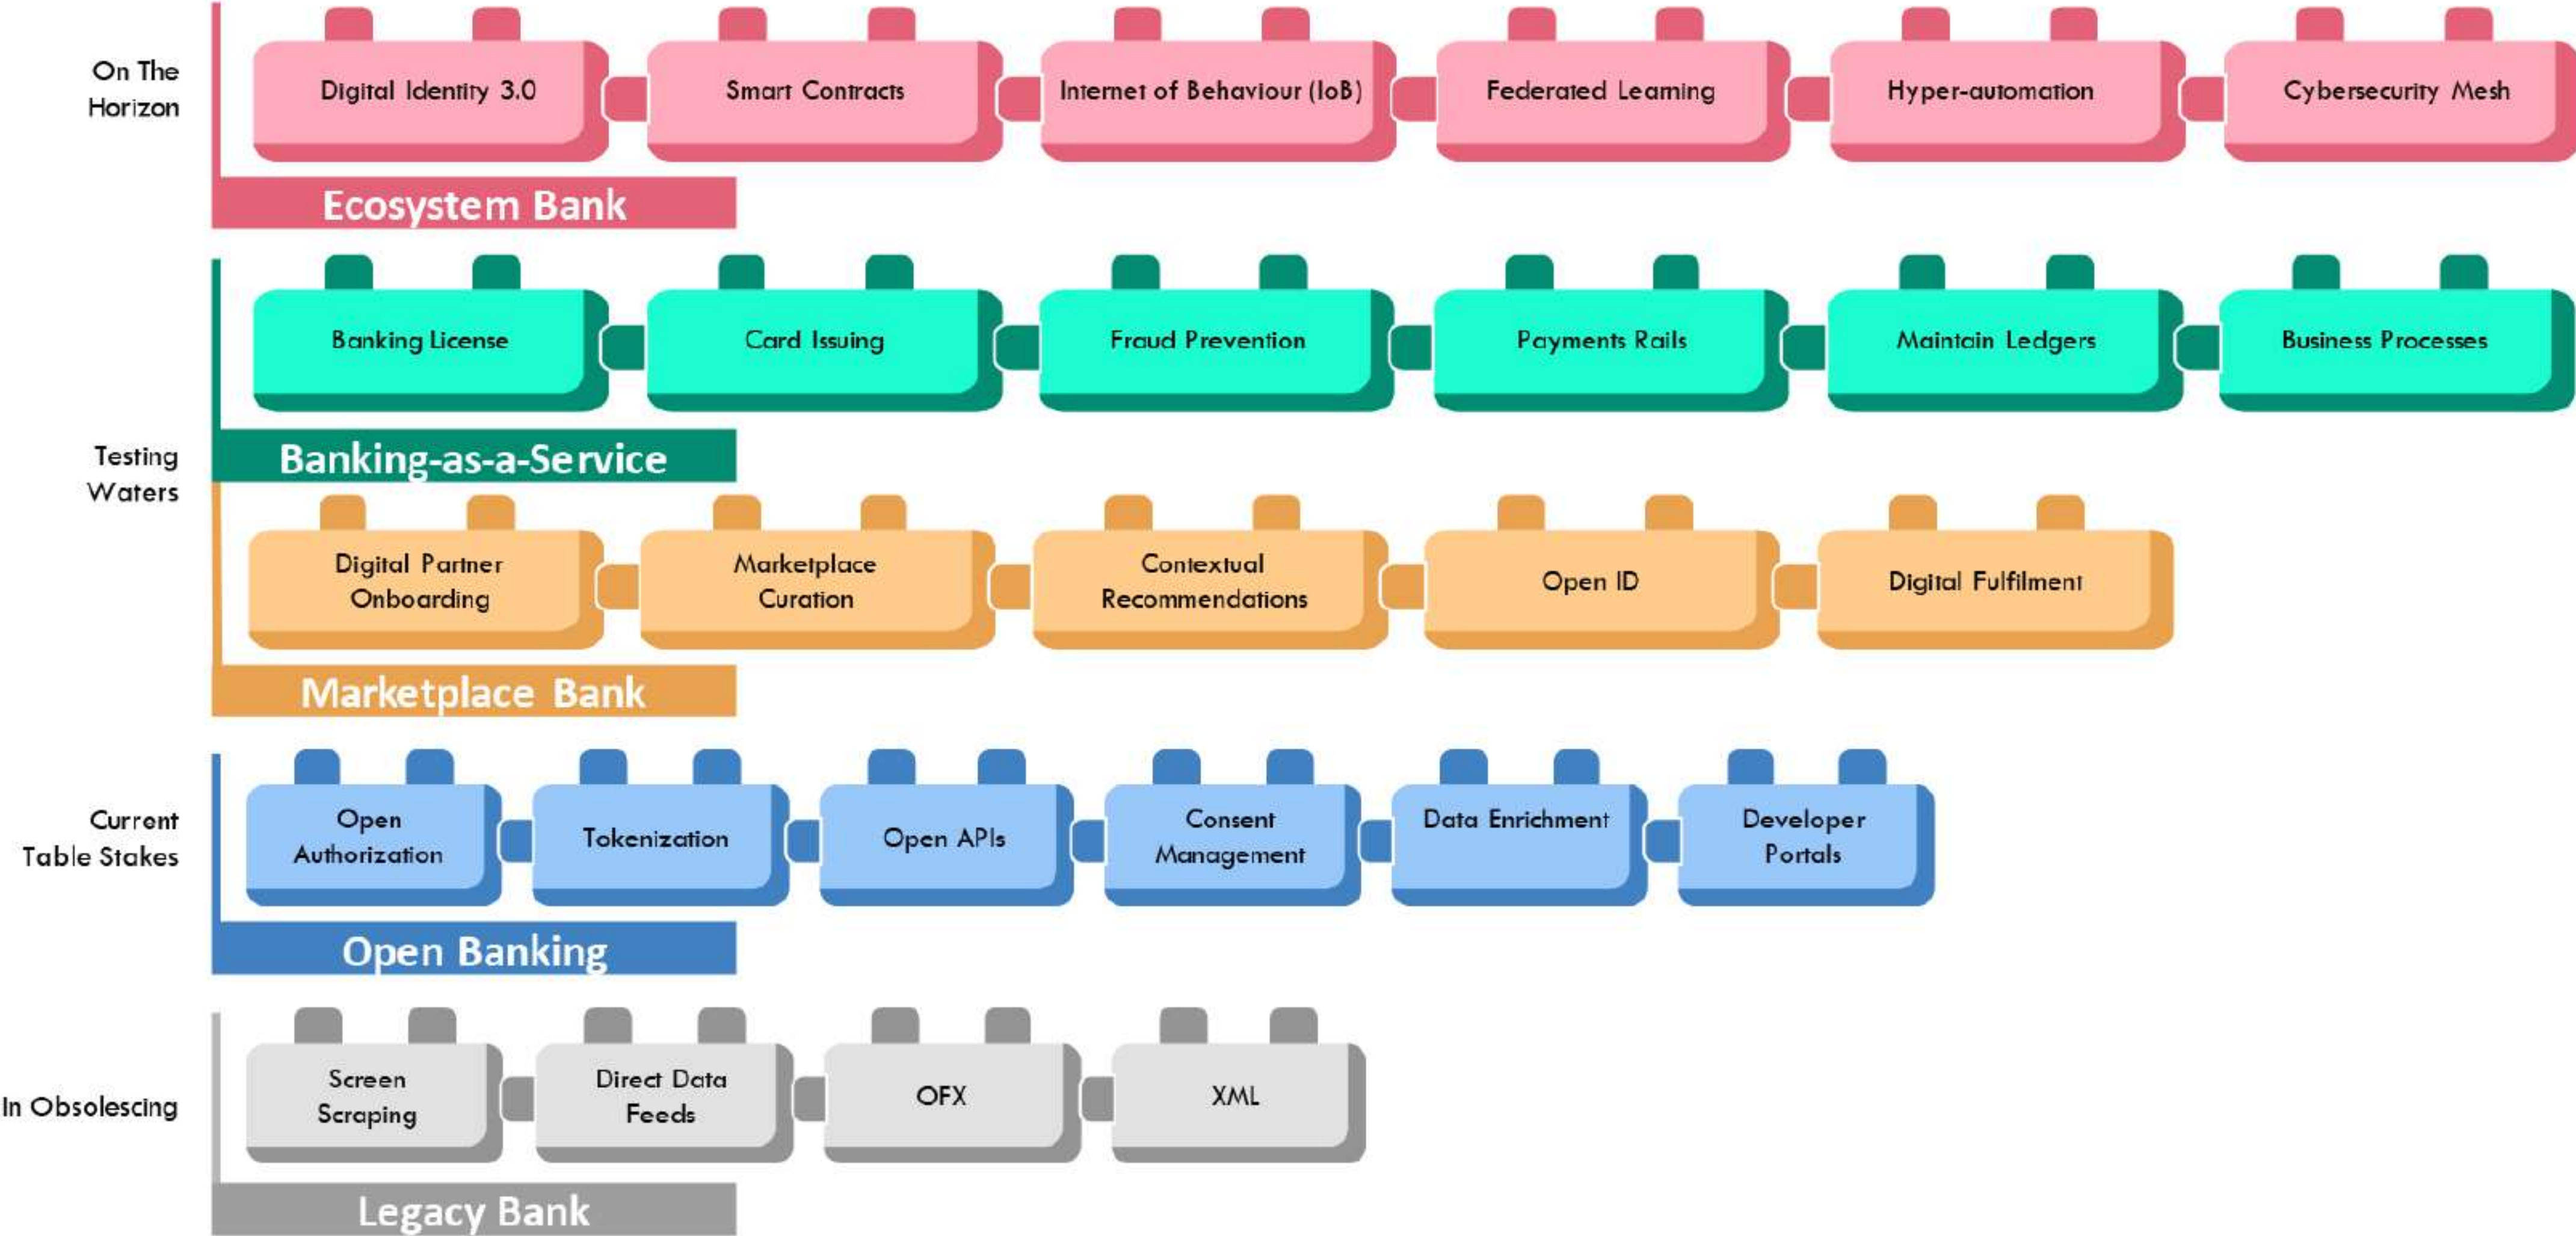 On The
Horizon
Digital Identity 3.0
Smart Contracts
Internet of Behaviour (IoB)
Federated Learning
Hyper-automation
Cybersecurity Mesh
Ecosystem Bank
Banking License
Card Issuing
Fraud Prevention
Payments Rails
Maintain Ledgers
Business Processes
Banking-as-a-Service
Testing
Waters
Digital Partner
Onboarding
Marketplace
Curation
Contextual
Recommendations
Open ID
Digital Fulfilment
Marketplace Bank
Current
Table Stakes
Open
Authorization
Tokenization
Open APIs
Consent
Management
Data Enrichment
Developer
Portals
Open Banking
In Obsolescing
Screen
Scraping
Direct Data
Feeds
OFX
XML
Legacy Bank